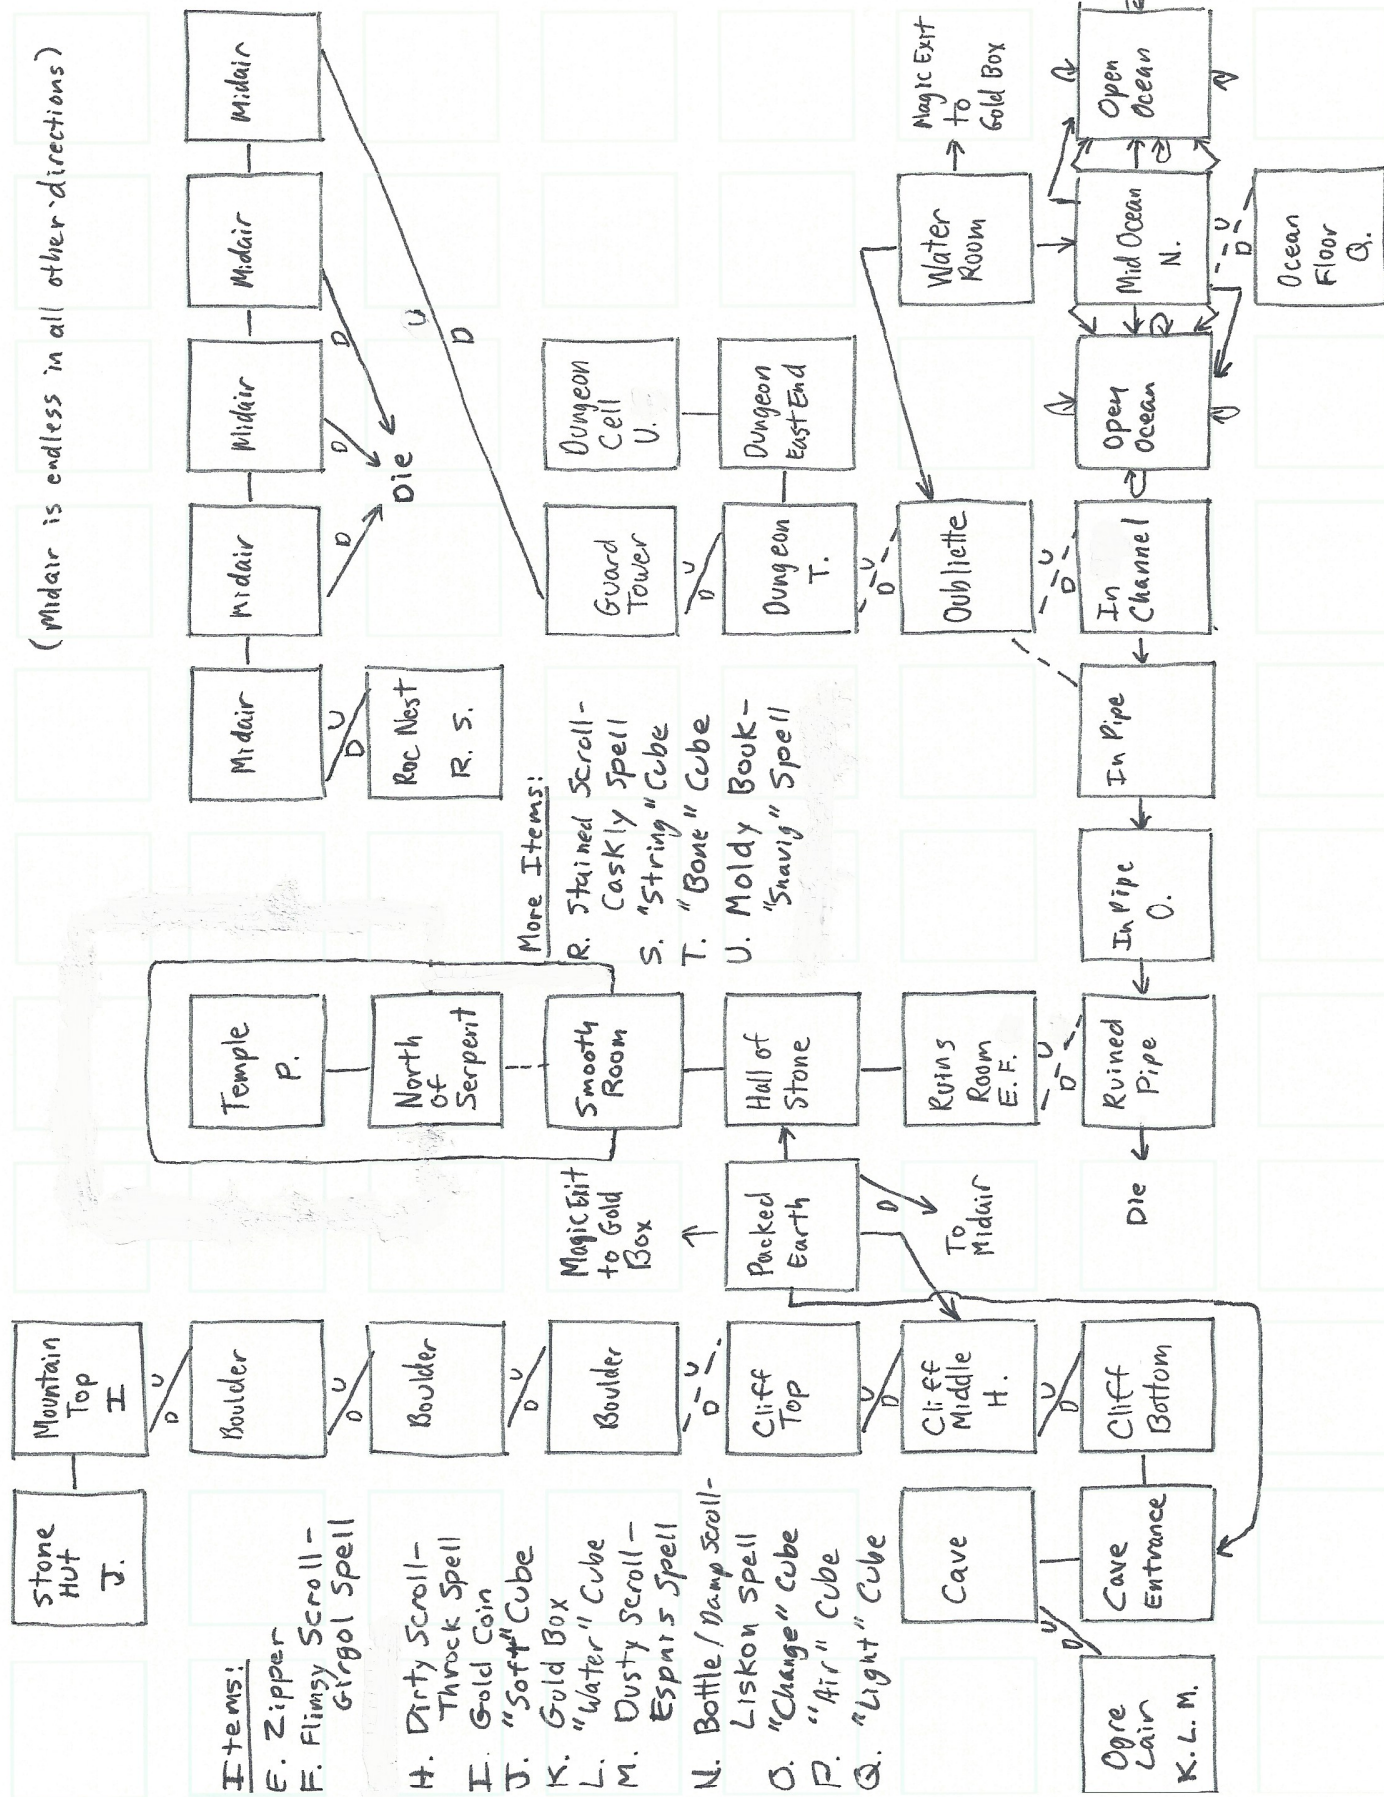 (Midair is endless in all other directions)
Stone
Hut
J.
Mountain
Top
I
U
D
Boulder
U
D
Boulder
U
D
Boulder
U
D
Cliff
Top
U
D
Cliff
Middle
H.
U
D
Cliff
Bottom
Cave
Cave
Entrance
U
D
Ogre
Lair
K. L. M.
Items:
E. Zipper
F. Flimsy Scroll-
Girgol Spell
H. Dirty Scroll-
Throck Spell
I. Gold Coin
J. "Soft" Cube
K. Gold Box
L. "Water" Cube
M. Dusty Scroll-
Espnis Spell
N. Bottle/Damp Scroll-
Liskon Spell
O. "Change" Cube
P. "Air" Cube
Q. "Light" Cube
Temple
P.
North
of
Serperit
Smooth
Room
Magic Exit
to Gold
Box
Packed
Earth
D
To
Midair
Hall of
Stone
Ruins
Room
E. F.
U
D
Die
Ruined
Pipe
In Pipe
O.
In Pipe
In
Channel
More Items:
R. Stained Scroll-
Caskly Spell
S. "String" Cube
T. "Bone" Cube
U. Moldy Book-
"Snavig" Spell
Midair
Midair
Midair
Midair
Midair
U
D
Roc Nest
R. S.
D
D
D
Die
U
D
Guard
Tower
U
D
Dungeon
T.
Dungeon
Cell
U.
Dungeon
East End
U
D
Oubliette
U
D
Water
Room
Magic Exit
to
Gold Box
Open
Ocean
Mid Ocean
N.
Open
Ocean
U
D
Ocean
Floor
Q.